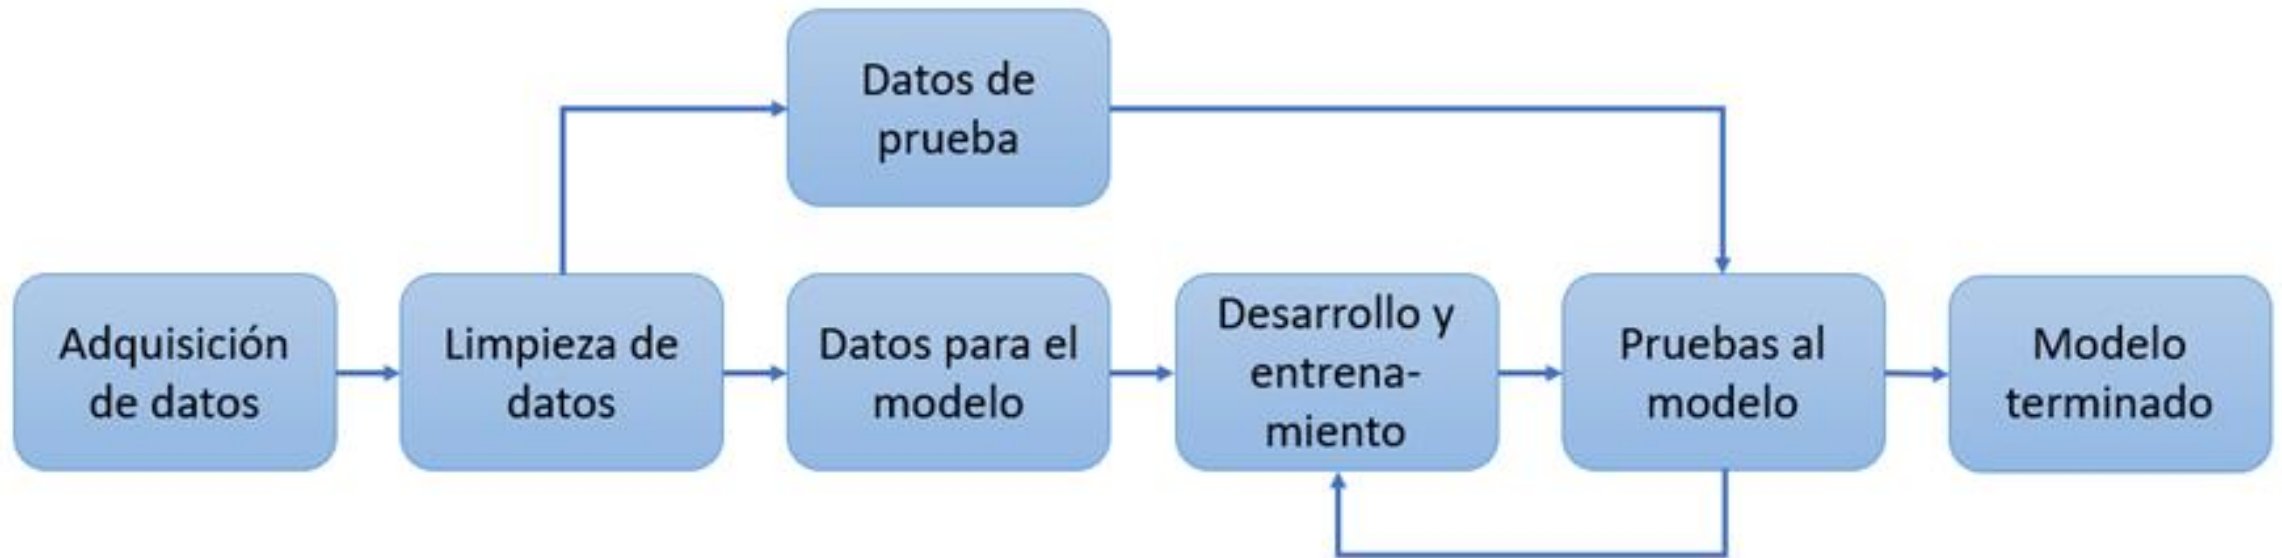 Datos de
prueba
Adquisición
de datos
Limpieza de
datos
Datos para el
modelo
Desarrollo y
entrena-
miento
Pruebas al
modelo
Modelo
terminado